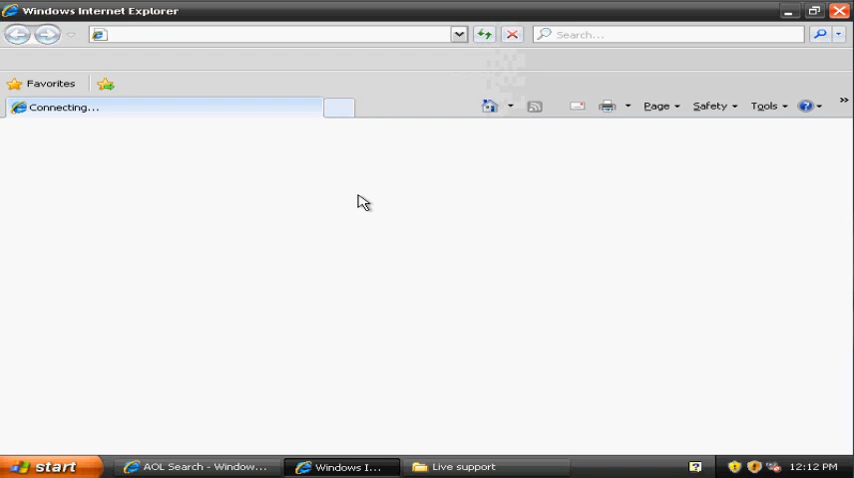 Windows Internet Explorer
Search...
Favorites
Connecting...
Page
Safety
Tools
»
start
AOL Search - Window...
Windows I...
Live support
12:12 PM